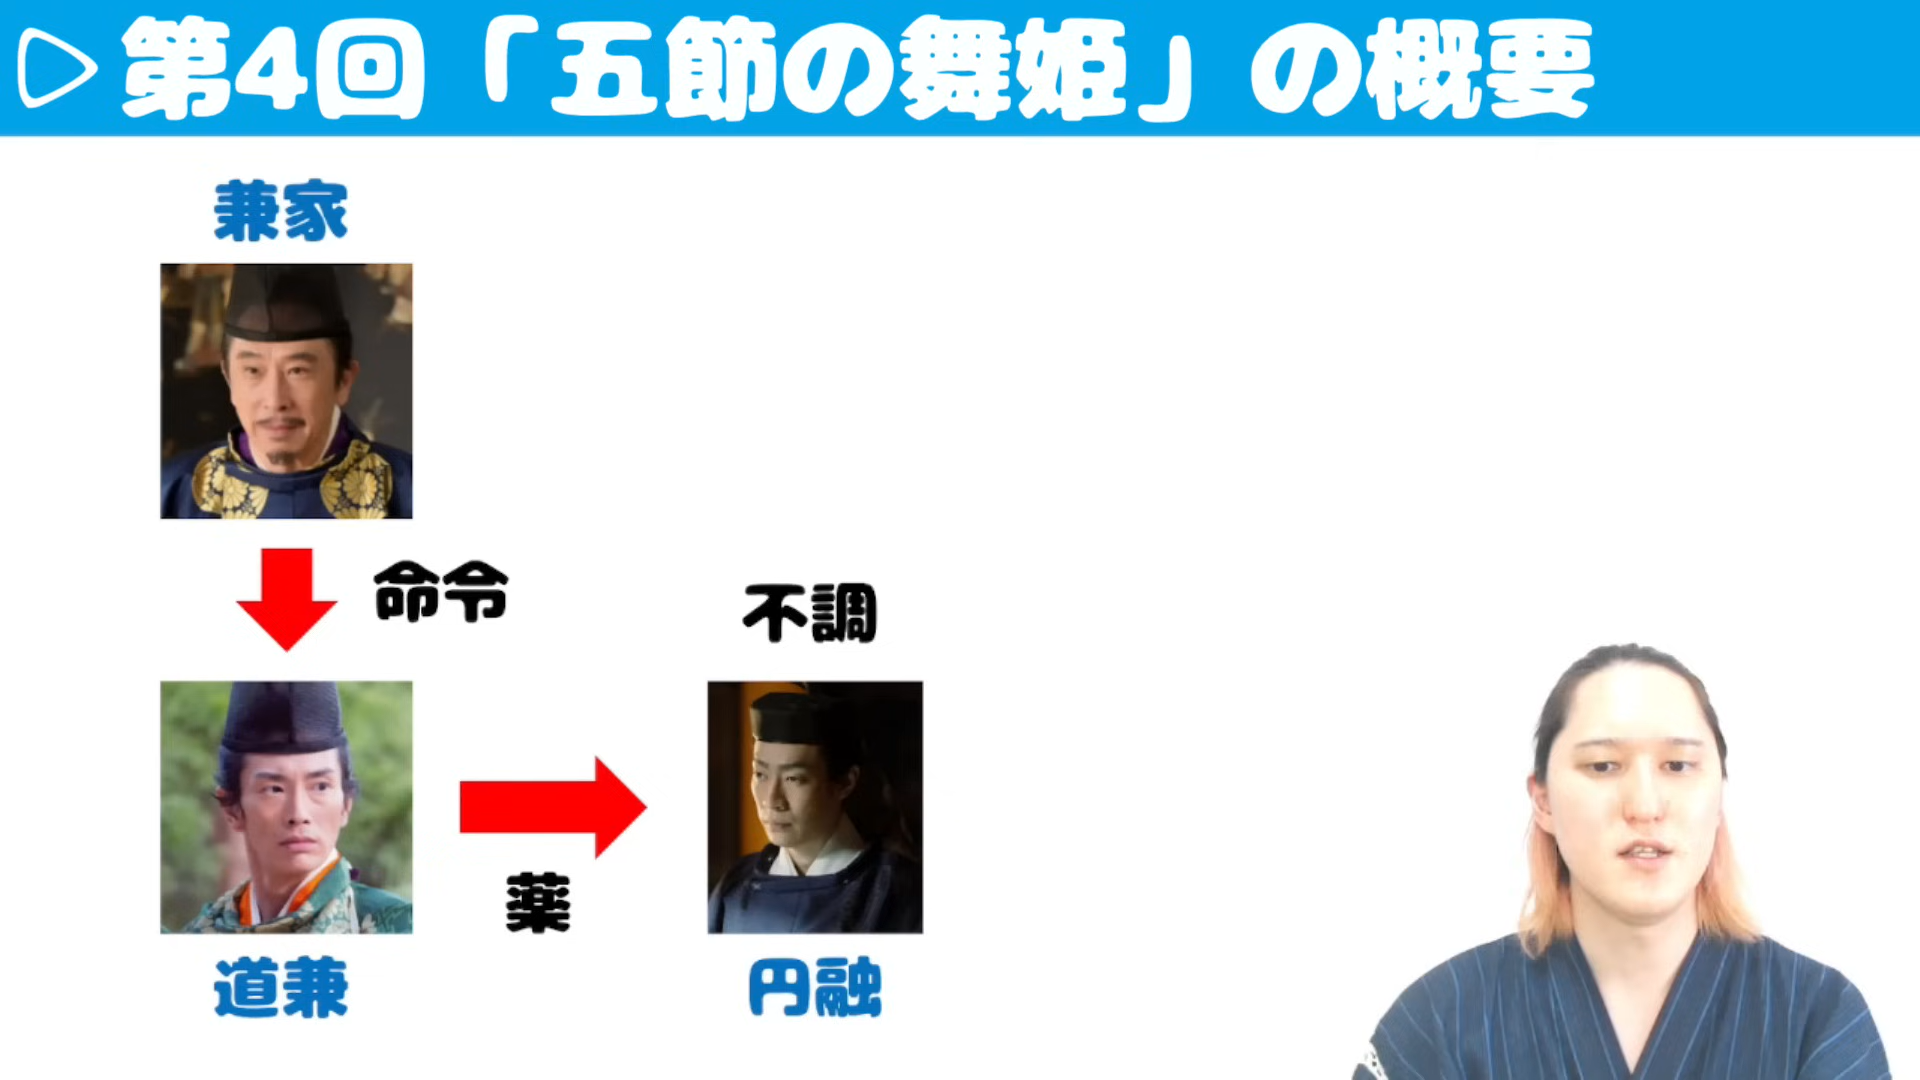 第4回「五節の舞姫」の概要
兼家
命令
不調
薬
道兼
円融